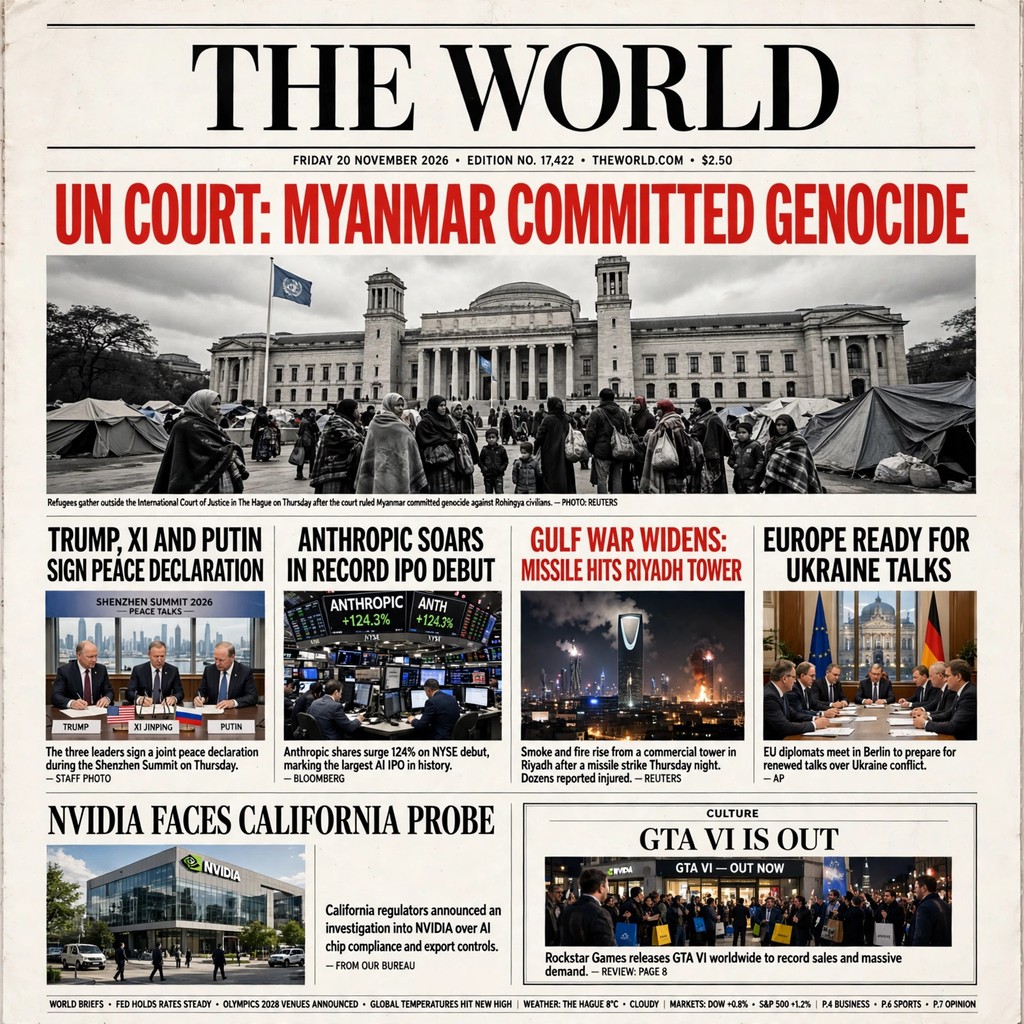 THE WORLD
FRIDAY 20 NOVEMBER 2026 • EDITION NO. 17,422 • THEWORLD.COM • $2.50
UN COURT: MYANMAR COMMITTED GENOCIDE
Refugees gather outside the International Court of Justice in The Hague on Thursday after the court ruled Myanmar committed genocide against Rohingya civilians. — PHOTO: REUTERS
TRUMP, XI AND PUTIN
SIGN PEACE DECLARATION
SHENZHEN SUMMIT 2026
— PEACE TALKS —
TRUMP
XI JINPING
PUTIN
The three leaders sign a joint peace declaration
during the Shenzhen Summit on Thursday.
— STAFF PHOTO
ANTHROPIC SOARS
IN RECORD IPO DEBUT
ANTHROPIC
+124.3%
ANTH
+124.3%
NYSE
Anthropic shares surge 124% on NYSE debut,
marking the largest AI IPO in history.
— BLOOMBERG
GULF WAR WIDENS:
MISSILE HITS RIYADH TOWER
Smoke and fire rise from a commercial tower in
Riyadh after a missile strike Thursday night.
Dozens reported injured. — REUTERS
EUROPE READY FOR
UKRAINE TALKS
EU diplomats meet in Berlin to prepare for
renewed talks over Ukraine conflict.
— AP
NVIDIA FACES CALIFORNIA PROBE
NVIDIA
California regulators announced an
investigation into NVIDIA over AI
chip compliance and export controls.
— FROM OUR BUREAU
CULTURE
GTA VI IS OUT
NVIDIA
GTA VI — OUT NOW
Rockstar Games releases GTA VI worldwide to record sales and massive
demand. — REVIEW: PAGE 8
WORLD BRIEFS • FED HOLDS RATES STEADY • OLYMPICS 2028 VENUES ANNOUNCED • GLOBAL TEMPERATURES HIT NEW HIGH | WEATHER: THE HAGUE 8°C • CLOUDY | MARKETS: DOW +0.8% • S&P 500 +1.2% | P.4 BUSINESS • P.6 SPORTS • P.7 OPINION